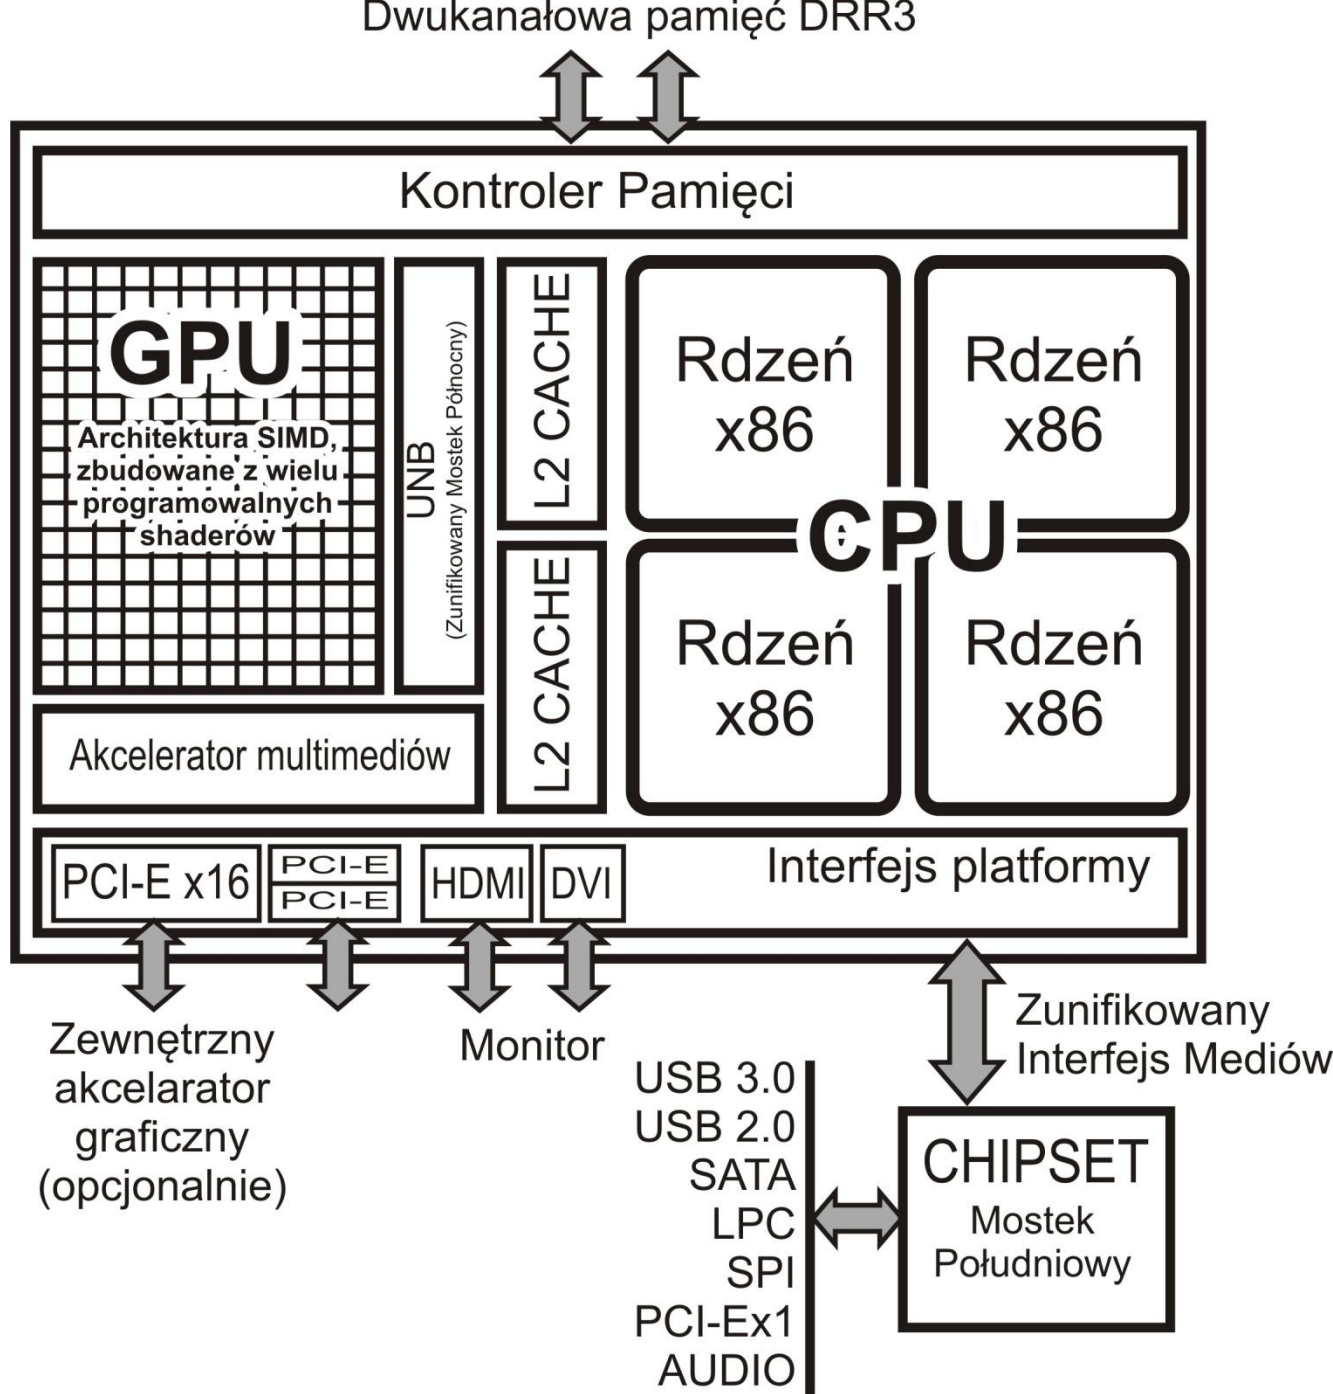 Dwukanałowa pamięć DRR3
Kontroler Pamięci
GPU
Architektura SIMD,
zbudowane z wielu
programowalnych
shaderów
UNB
(Zunifikowany Mostek Północny)
L2 CACHE
L2 CACHE
Rdzeń
x86
Rdzeń
x86
CPU
Rdzeń
x86
Rdzeń
x86
Akcelerator multimediów
PCI-E x16
PCI-E
PCI-E
HDMI
DVI
Interfejs platformy
Zewnętrzny
akcelarator
graficzny
(opcjonalnie)
Monitor
Zunifikowany
Interfejs Mediów
USB 3.0
USB 2.0
SATA
LPC
SPI
PCI-Ex1
AUDIO
CHIPSET
Mostek
Południowy